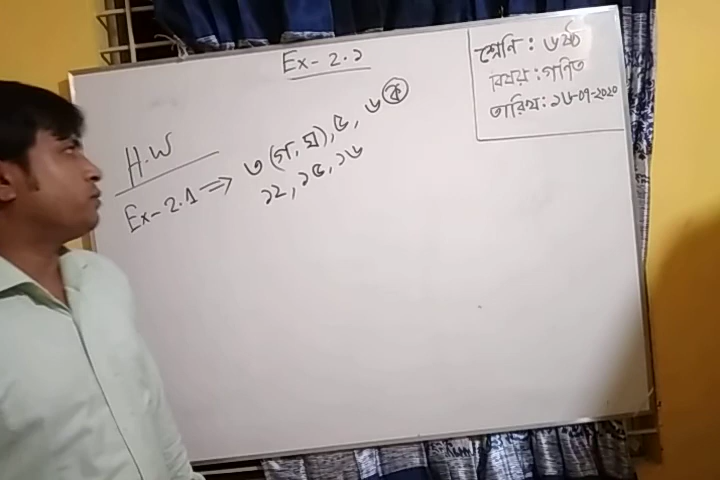 Ex-2.১
শ্রেণি : ৬ষ্ঠ
বিষয় : গণিত
তারিখ : ১৮-০৭-২০২০
H.W
Ex-2.1 ⇒ ৩ (গ, ঘ), ৫, ৬ (ক)
১২, ১৫, ১৬